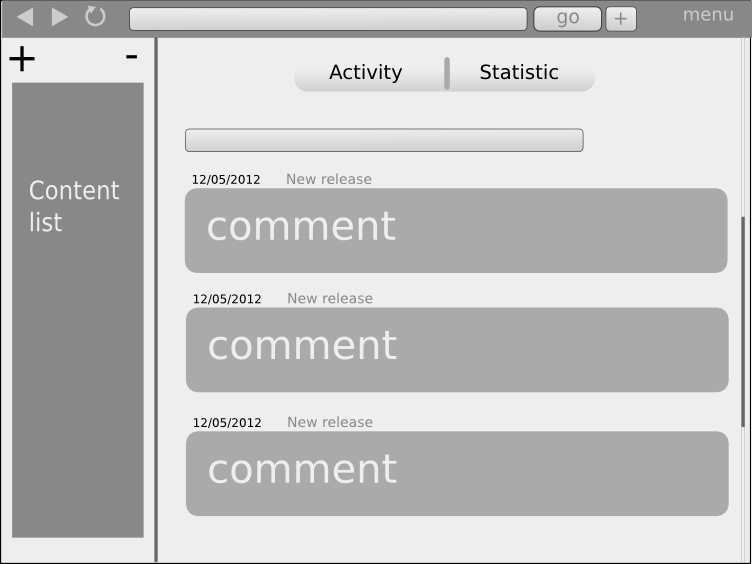 go + menu
+ -
Activity Statistic
Content
list
12/05/2012 New release
comment
12/05/2012 New release
comment
12/05/2012 New release
comment